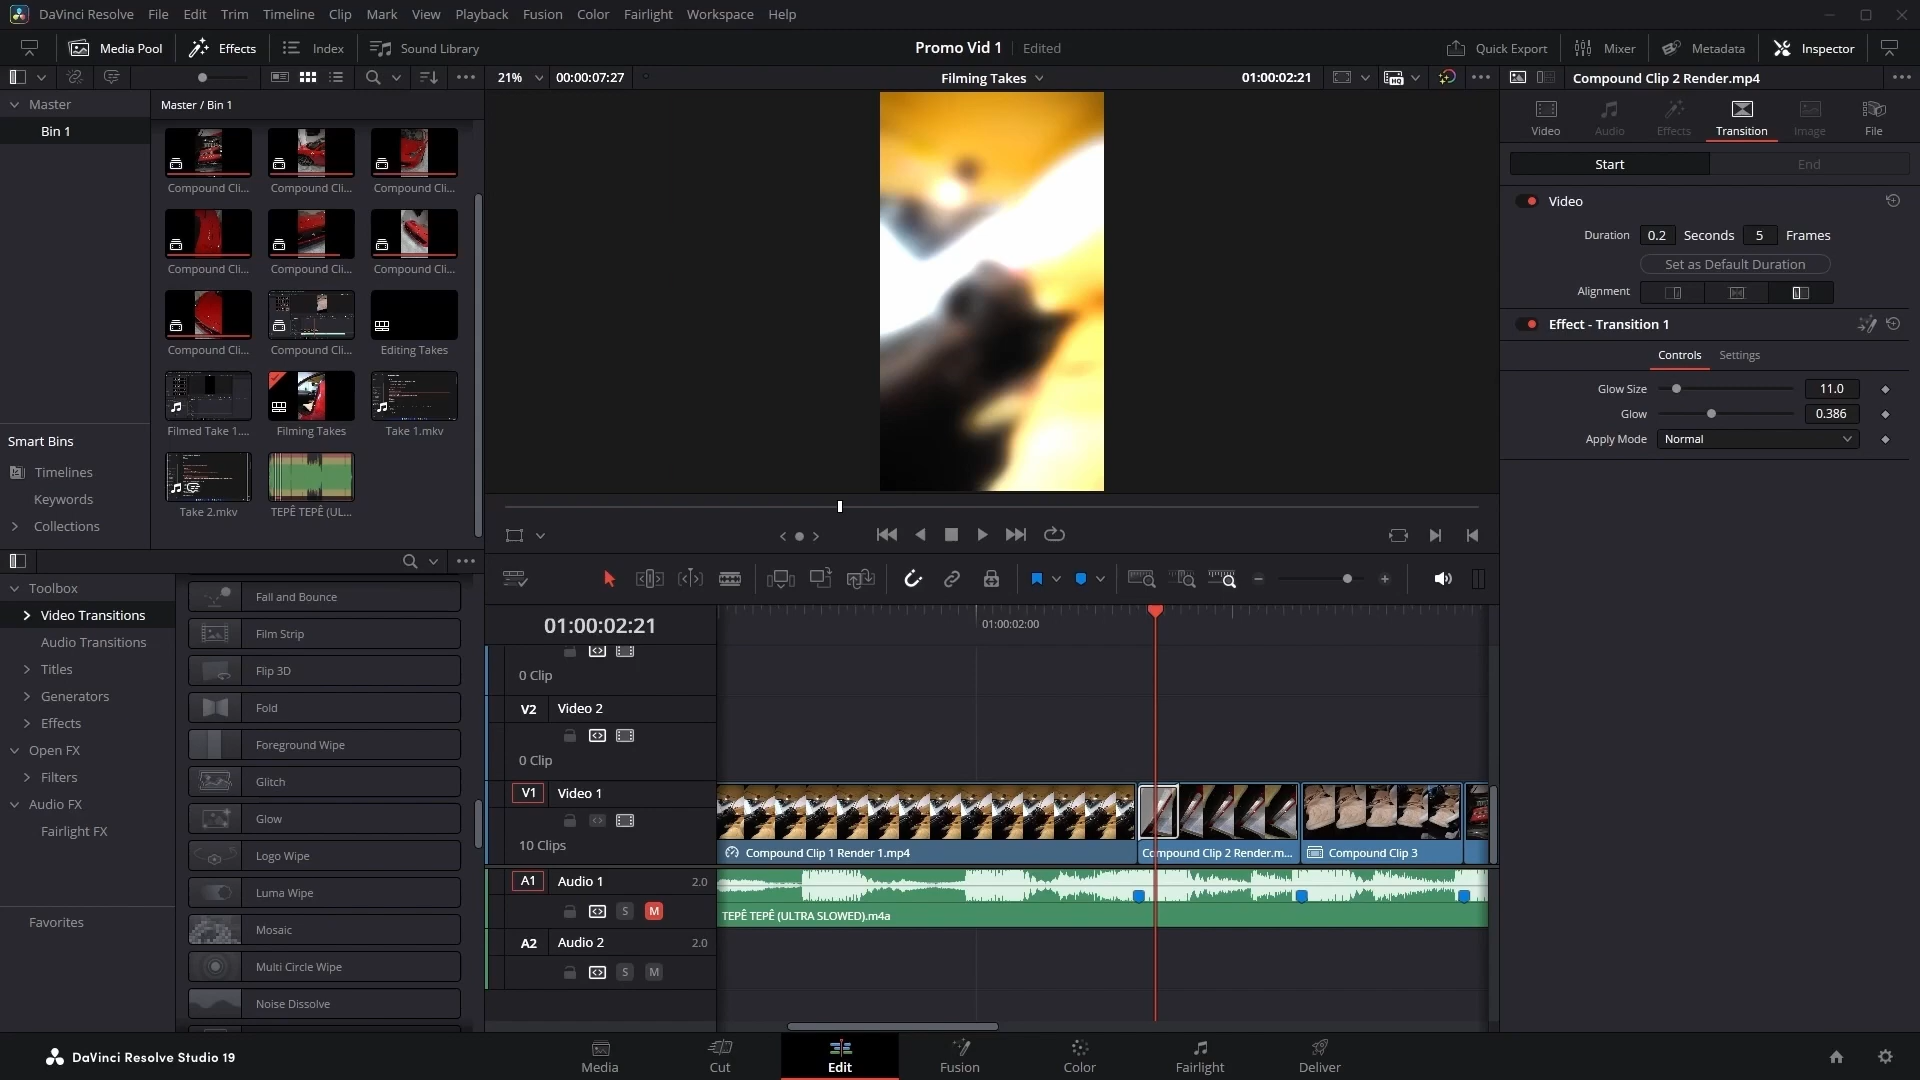 DaVinci Resolve File Edit Trim Timeline Clip Mark View Playback Fusion Color Fairlight Workspace Help
Media Pool Effects Index Sound Library Promo Vid 1 Edited Quick Export Mixer Metadata Inspector
21% 00:00:07:27 Filming Takes 01:00:02:21 Compound Clip 2 Render.mp4
Master
Bin 1
Master / Bin 1
Compound Cli... Compound Cli... Compound Cli...
Compound Cli... Compound Cli... Compound Cli...
Compound Cli... Compound Cli... Editing Takes
Filmed Take 1.... Filming Takes Take 1.mkv
Take 2.mkv TEPÊ TEPÊ (UL...
Smart Bins
Timelines
Keywords
Collections
Video Audio Effects Transition Image File
Start End
Video
Duration 0.2 Seconds 5 Frames
Set as Default Duration
Alignment
Effect - Transition 1
Controls Settings
Glow Size 11.0
Glow 0.386
Apply Mode Normal
Toolbox
Video Transitions
Audio Transitions
Titles
Generators
Effects
Open FX
Filters
Audio FX
Fairlight FX
Favorites
Fall and Bounce
Film Strip
Flip 3D
Fold
Foreground Wipe
Glitch
Glow
Logo Wipe
Luma Wipe
Mosaic
Multi Circle Wipe
Noise Dissolve
01:00:02:21
01:00:02:00
0 Clip
V2 Video 2
0 Clip
V1 Video 1
10 Clips
Compound Clip 1 Render 1.mp4 Compound Clip 2 Render.m... Compound Clip 3
A1 Audio 1 2.0
S M
TEPÊ TEPÊ (ULTRA SLOWED).m4a
A2 Audio 2 2.0
S M
DaVinci Resolve Studio 19
Media Cut Edit Fusion Color Fairlight Deliver